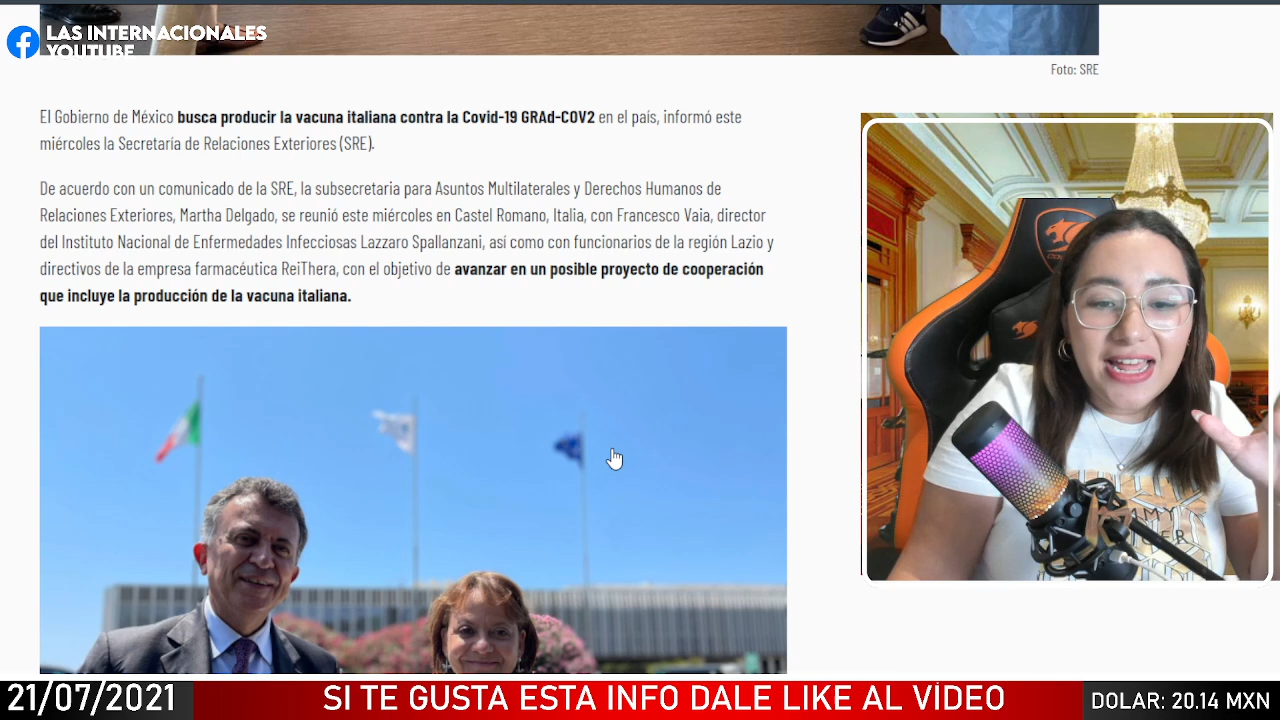 LAS INTERNACIONALES
YOUTUBE
Foto: SRE
El Gobierno de México busca producir la vacuna italiana contra la Covid-19 GRAd-COV2 en el país, informó este
miércoles la Secretaría de Relaciones Exteriores (SRE).
De acuerdo con un comunicado de la SRE, la subsecretaria para Asuntos Multilaterales y Derechos Humanos de
Relaciones Exteriores, Martha Delgado, se reunió este miércoles en Castel Romano, Italia, con Francesco Vaia, director
del Instituto Nacional de Enfermedades Infecciosas Lazzaro Spallanzani, así como con funcionarios de la región Lazio y
directivos de la empresa farmacéutica ReiThera, con el objetivo de avanzar en un posible proyecto de cooperación
que incluye la producción de la vacuna italiana.
21/07/2021
SI TE GUSTA ESTA INFO DALE LIKE AL VÍDEO
DOLAR: 20.14 MXN